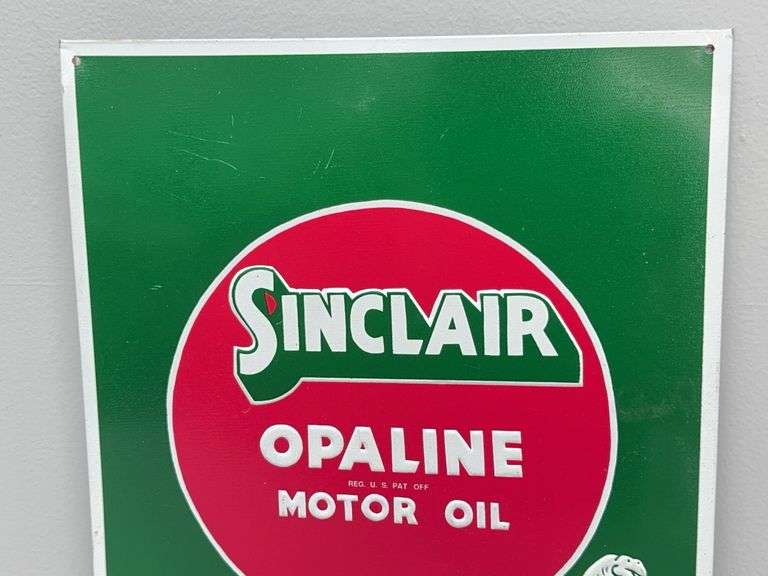 SINCLAIR
OPALINE
REG. U. S. PAT OFF
MOTOR OIL